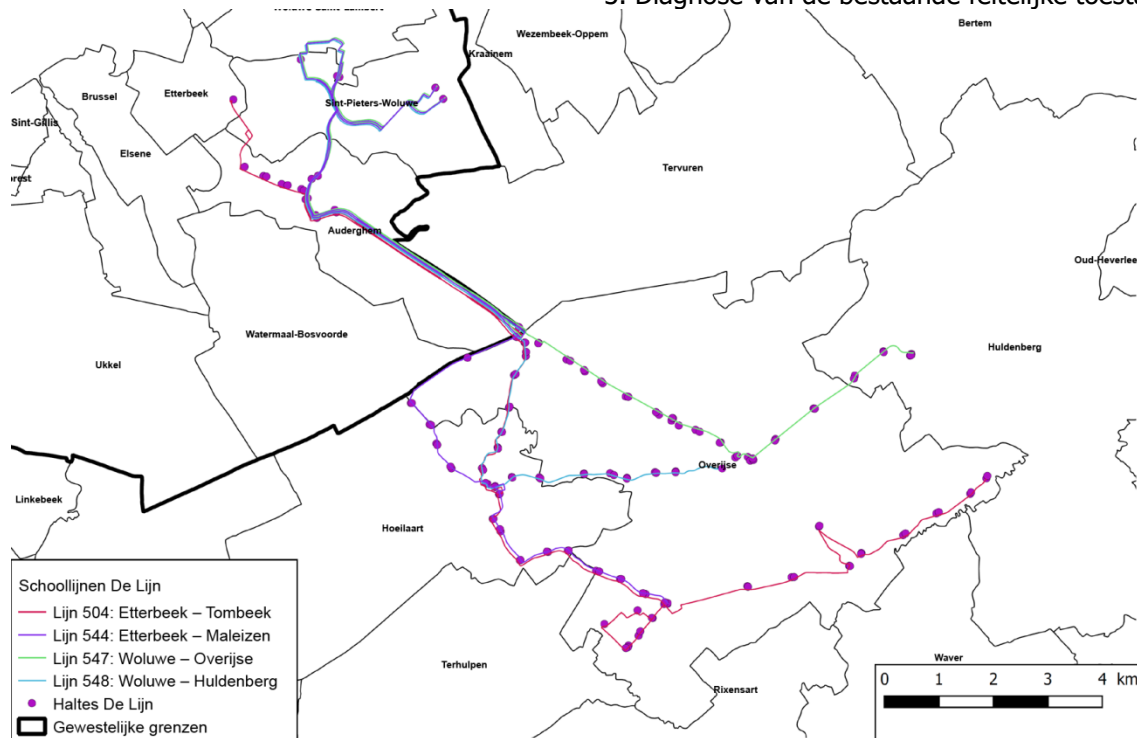 3. Diagnose van de bestaande feitelijke
Bertem
Wezembeek-Oppem
Kraainem
Brussel
Etterbeek
Sint-Pieters-Woluwe
Sint-Gillis
Elsene
Tervuren
Auderghem
Oud-Heverlee
Watermaal-Bosvoorde
Ukkel
Huldenberg
Overijse
Linkebeek
Hoeilaart
Terhulpen
Waver
Rixensart
Schoollijnen De Lijn
Lijn 504: Etterbeek – Tombeek
Lijn 544: Etterbeek – Maleizen
Lijn 547: Woluwe – Overijse
Lijn 548: Woluwe – Huldenberg
Haltes De Lijn
Gewestelijke grenzen
0 1 2 3 4 km